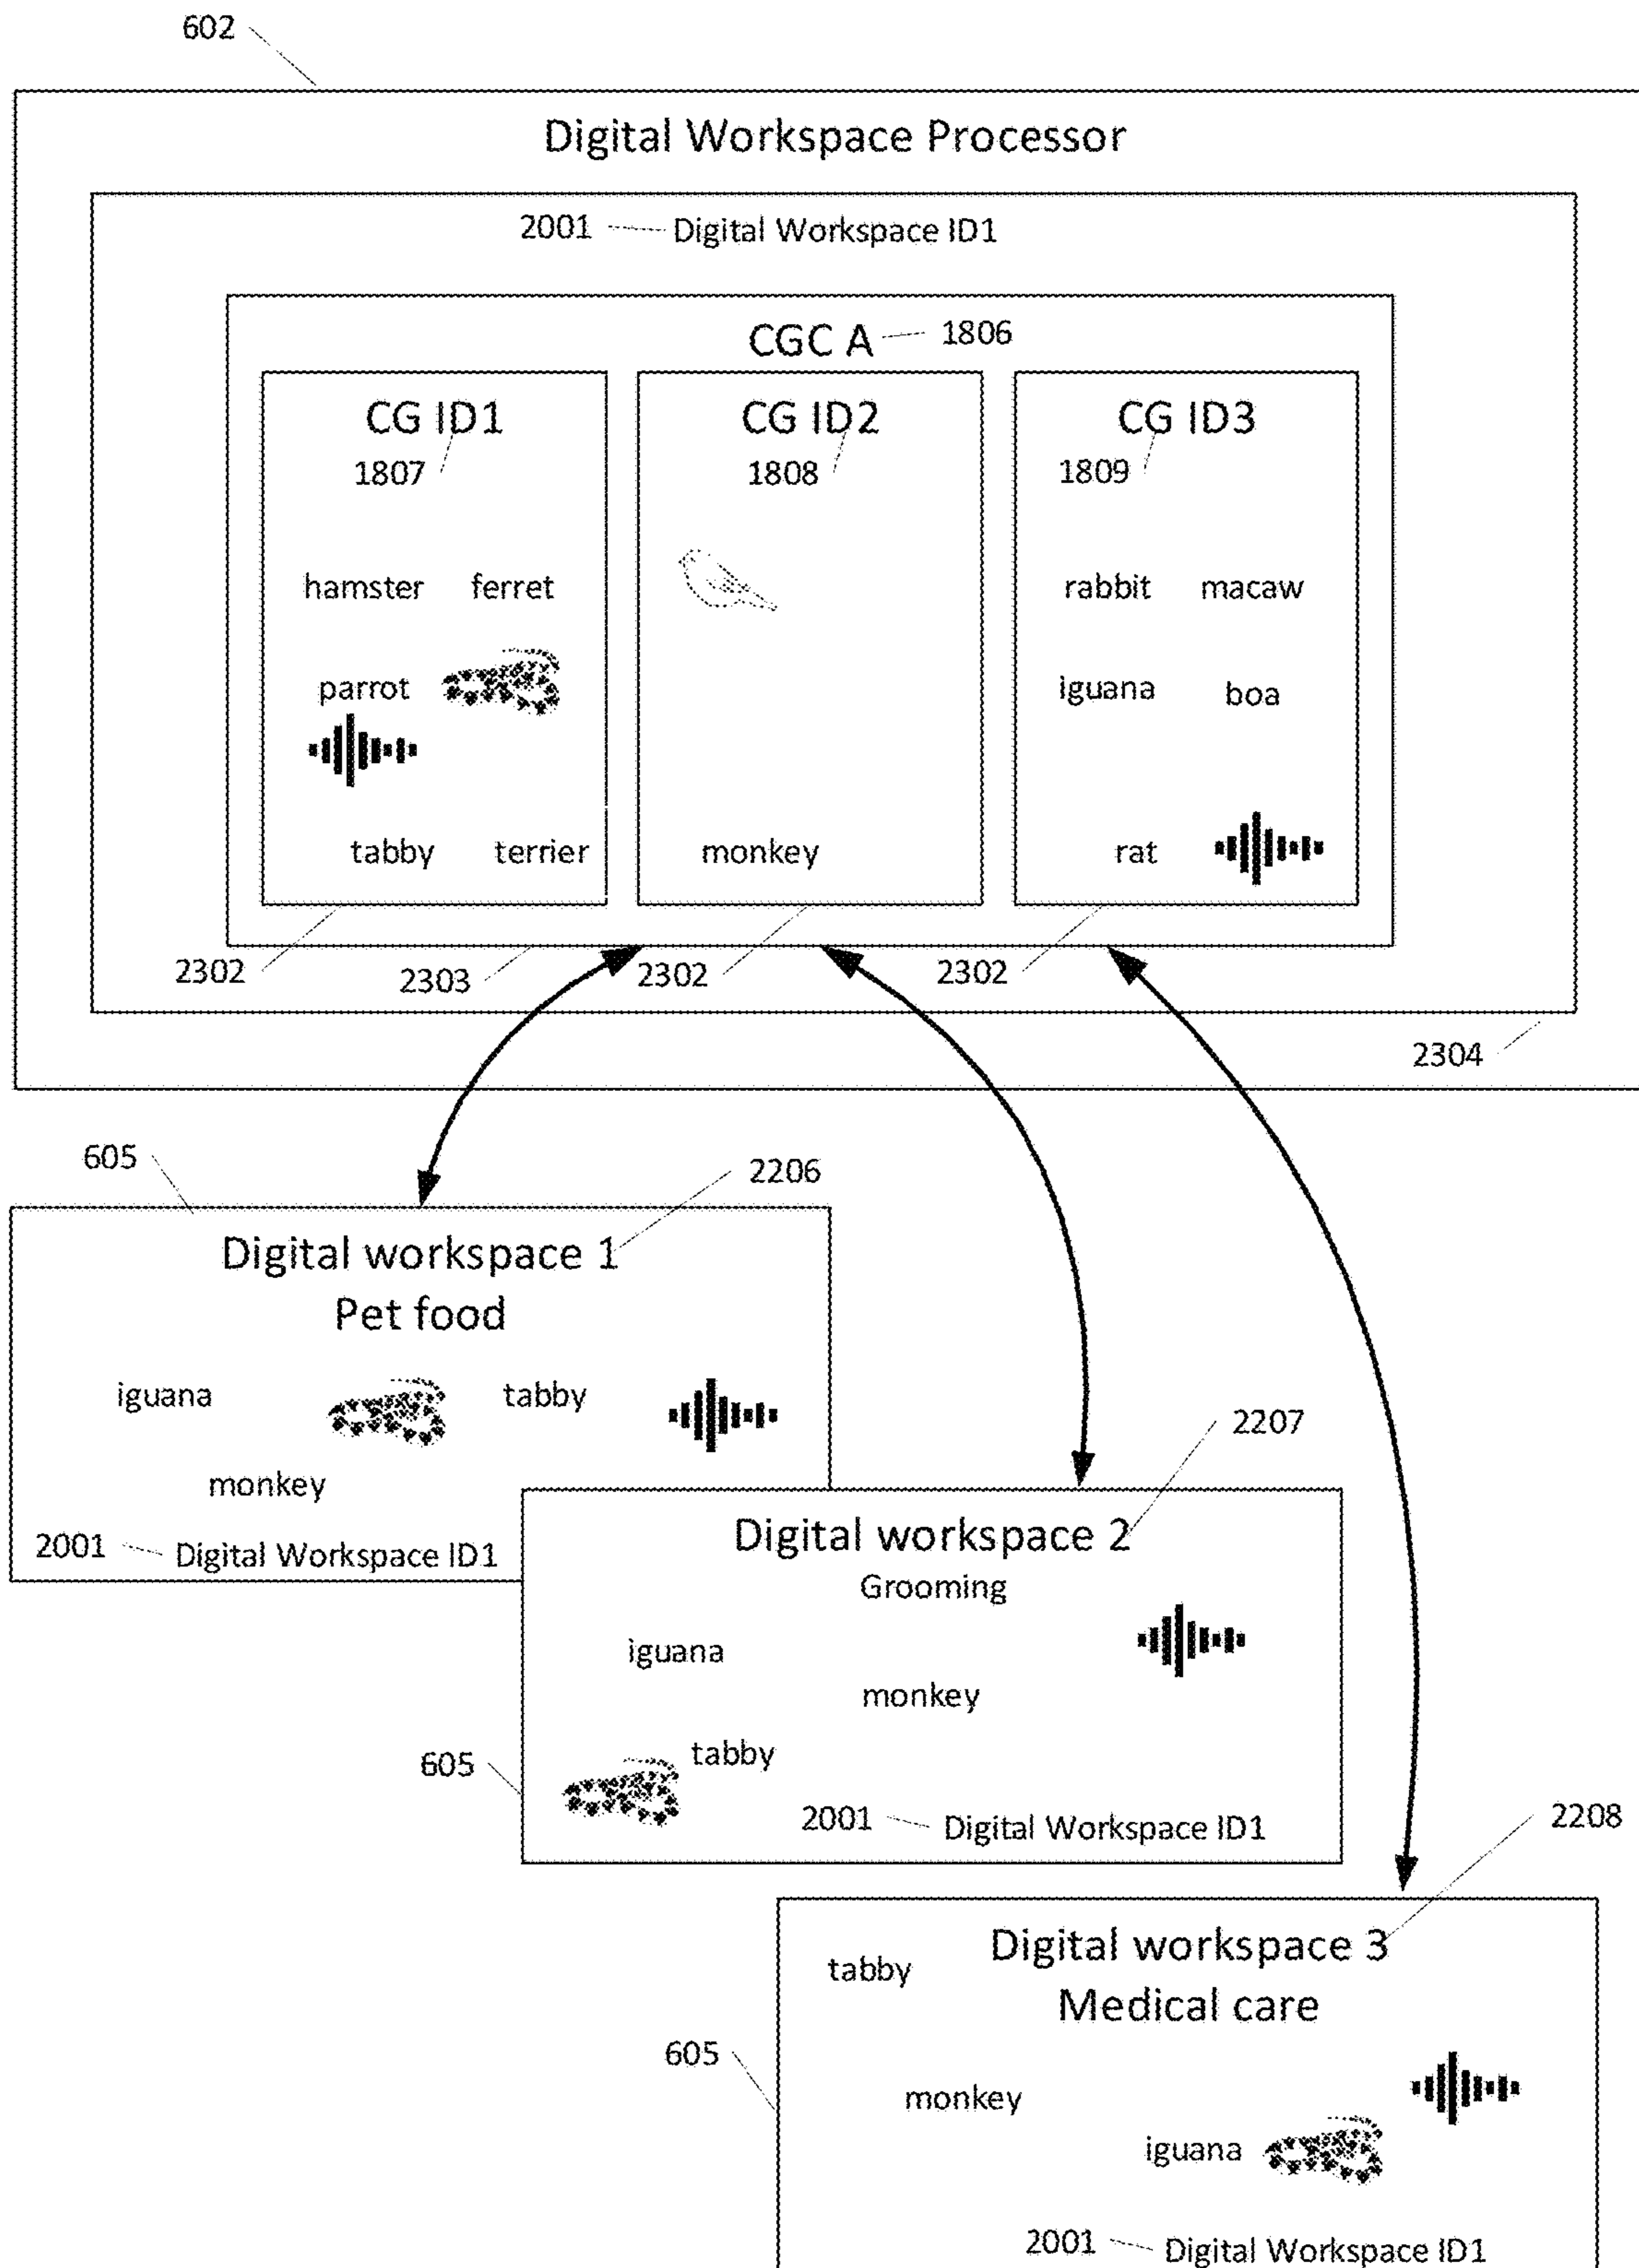 602
Digital Workspace Processor
2001 Digital Workspace ID1
CGC A 1806
CG ID1
1807
hamster ferret
parrot
tabby terrier
CG ID2
1808
monkey
CG ID3
1809
rabbit macaw
iguana boa
rat
2302 2303 2302 2302
2304
605
2206
Digital workspace 1
Pet food
iguana tabby
monkey
2001 Digital Workspace ID1
2207
Digital workspace 2
Grooming
iguana
monkey
tabby
605
2001 Digital Workspace ID1
2208
Digital workspace 3
tabby
Medical care
605
monkey
iguana
2001 Digital Workspace ID1